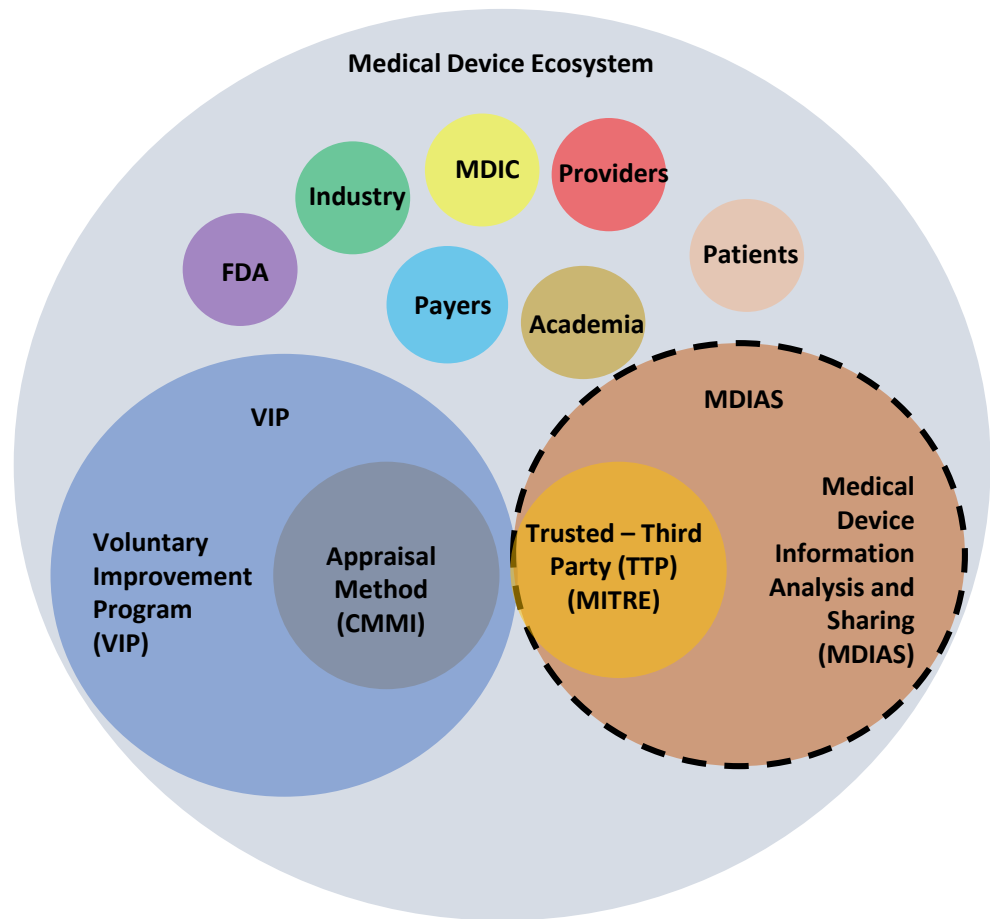 Medical Device Ecosystem
MDIC
Providers
Industry
Patients
FDA
Payers
Academia
VIP
MDIAS
Voluntary
Improvement
Program
(VIP)
Appraisal
Method
(CMMI)
Trusted – Third
Party (TTP)
(MITRE)
Medical
Device
Information
Analysis and
Sharing
(MDIAS)